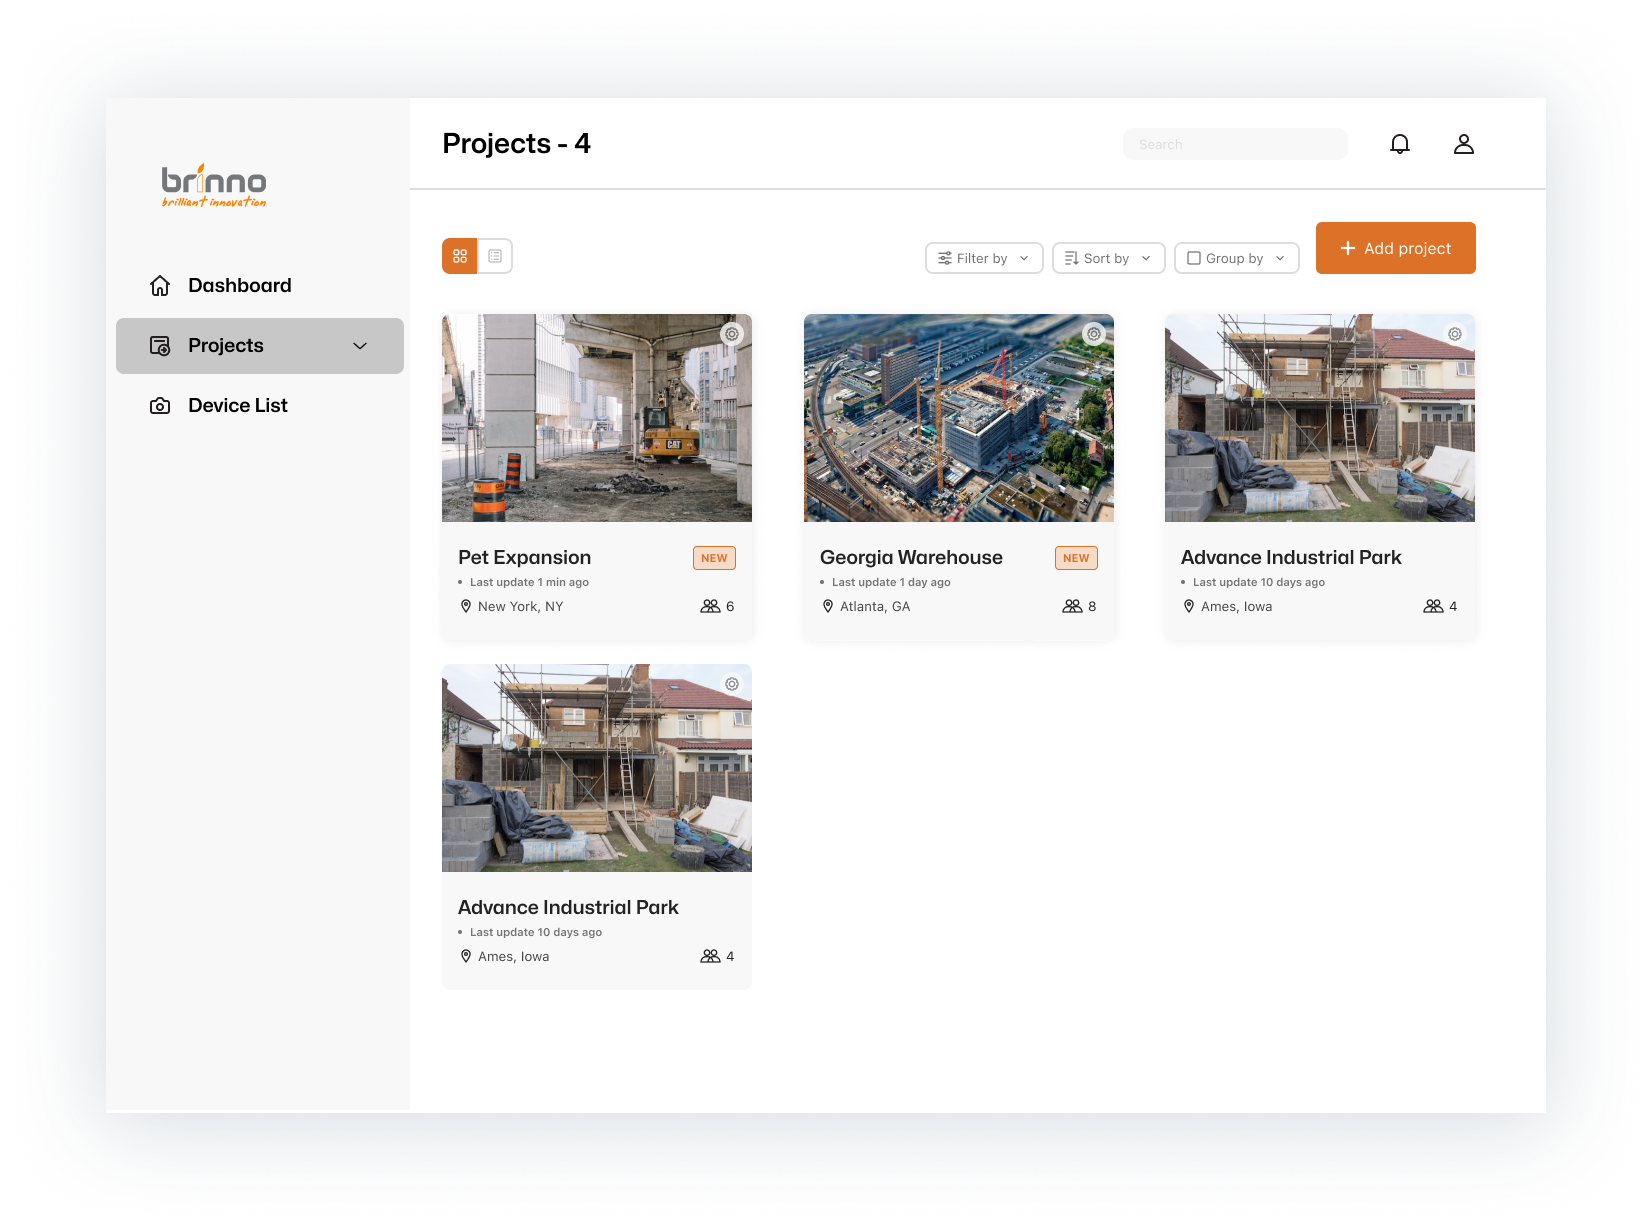 brinno
brilliant innovation
Dashboard
Projects
Device List
Projects - 4
Search
Filter by
Sort by
Group by
+ Add project
CAT
Pet Expansion
NEW
• Last update 1 min ago
New York, NY
6
Georgia Warehouse
NEW
• Last update 1 day ago
Atlanta, GA
8
Advance Industrial Park
• Last update 10 days ago
Ames, Iowa
4
Advance Industrial Park
• Last update 10 days ago
Ames, Iowa
4